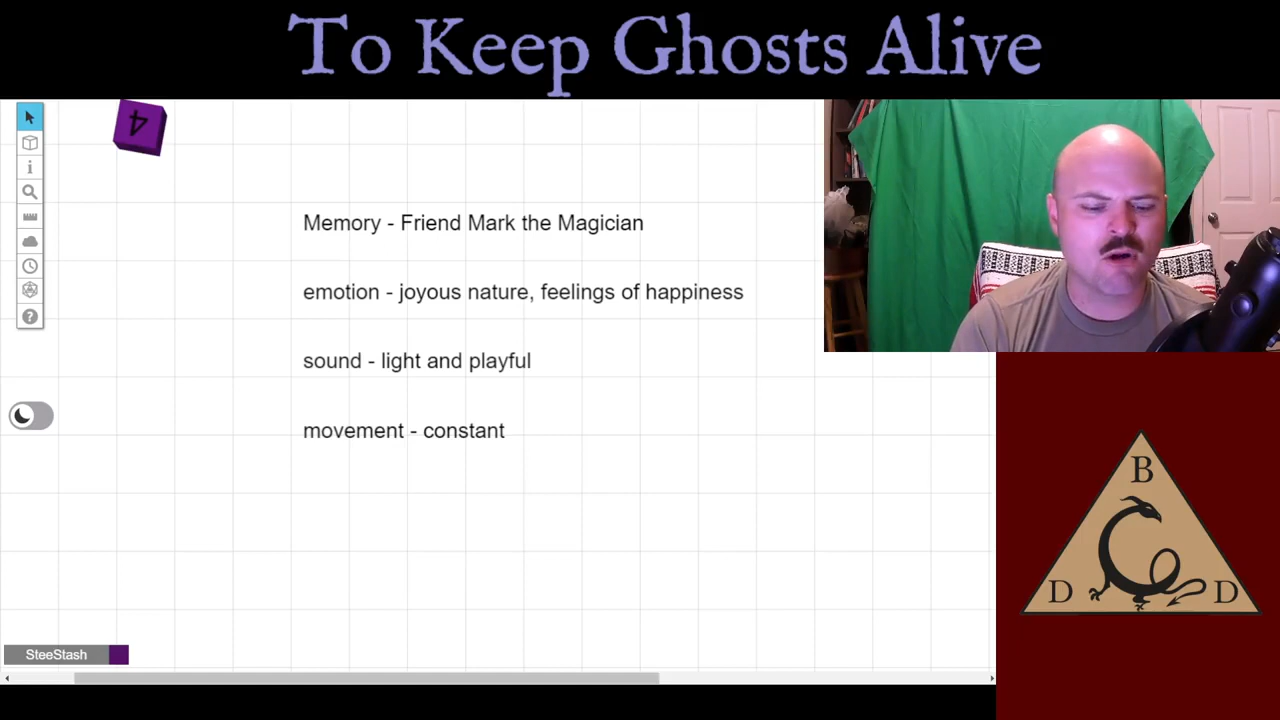 To Keep Ghosts Alive
4
Memory - Friend Mark the Magician
emotion - joyous nature, feelings of happiness
sound - light and playful
movement - constant
B
D D
SteeStash